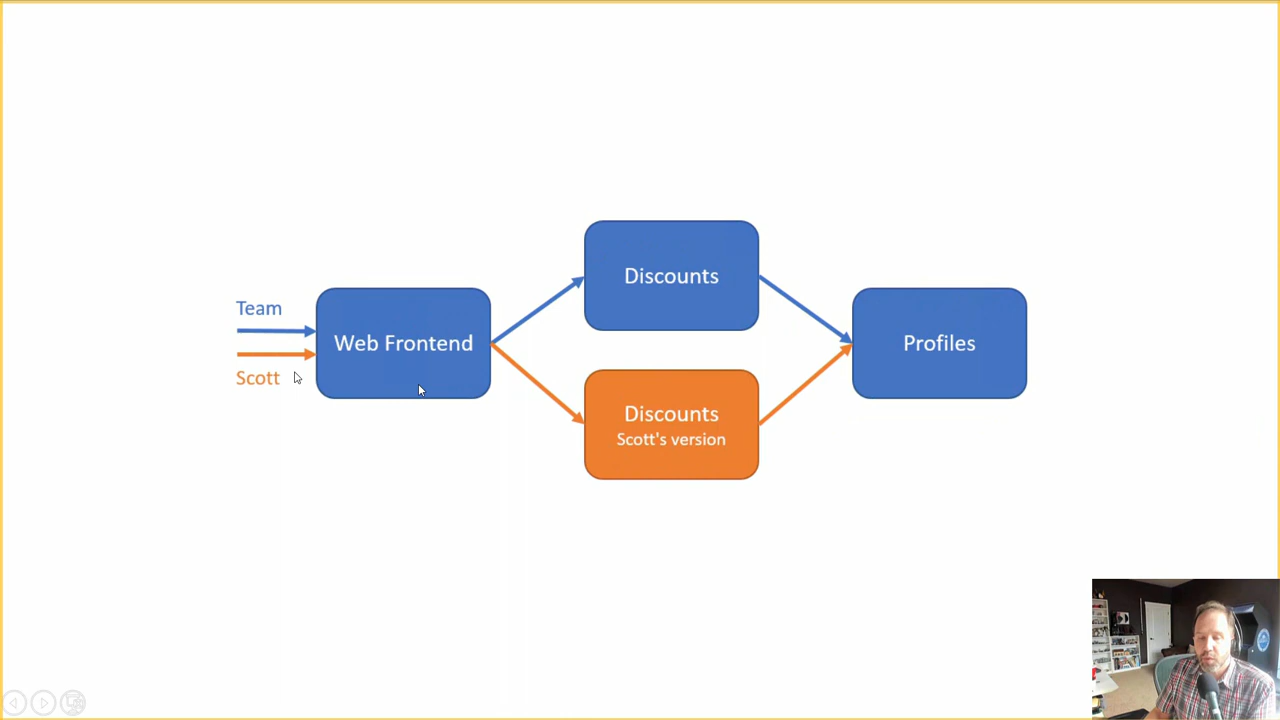 Team
Scott
Web Frontend
Discounts
Discounts
Scott's version
Profiles